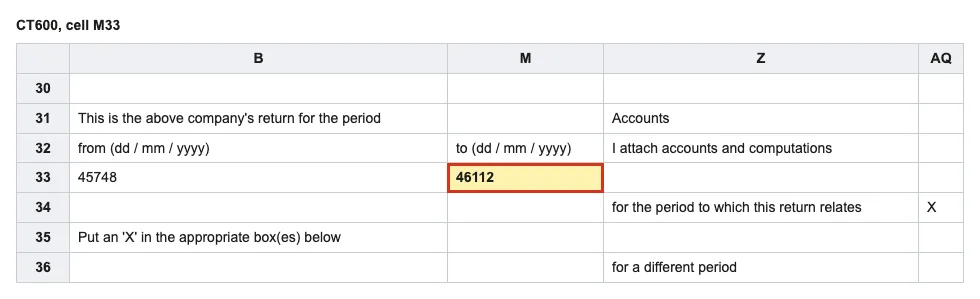 CT600, cell M33
B M Z AQ
30
31 This is the above company's return for the period Accounts
32 from (dd / mm / yyyy) to (dd / mm / yyyy) I attach accounts and computations
33 45748 46112
34 for the period to which this return relates X
35 Put an 'X' in the appropriate box(es) below
36 for a different period